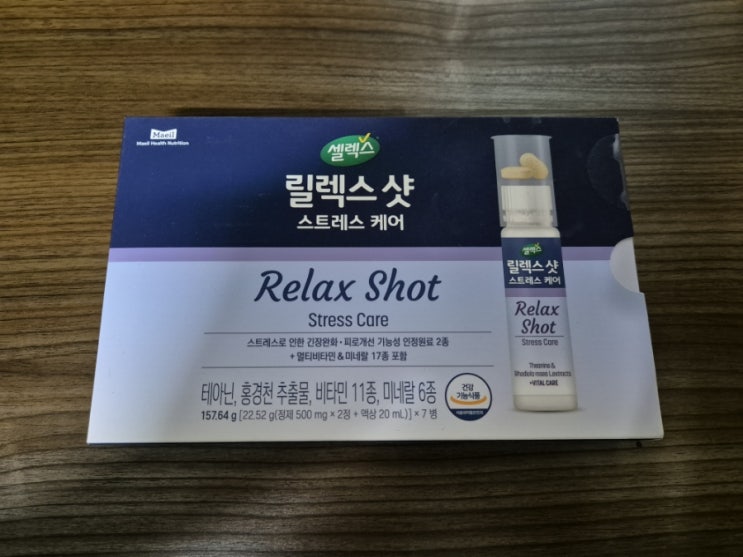 Maeil
Maeil Health Nutrition
셀렉스
릴렉스 샷
스트레스 케어
Relax Shot
Stress Care
스트레스로 인한 긴장완화·피로개선 기능성 인정원료 2종
+ 멀티비타민 & 미네랄 17종 포함
테아닌, 홍경천 추출물, 비타민 11종, 미네랄 6종
157.64 g [22.52 g(정제 500 mg × 2정 + 액상 20 mL)] × 7 병
건강
기능식품
셀렉스
릴렉스 샷
스트레스 케어
Relax
Shot
Stress Care
Theanine &
Rhodiola rosea L.extracts
+VITAL CARE